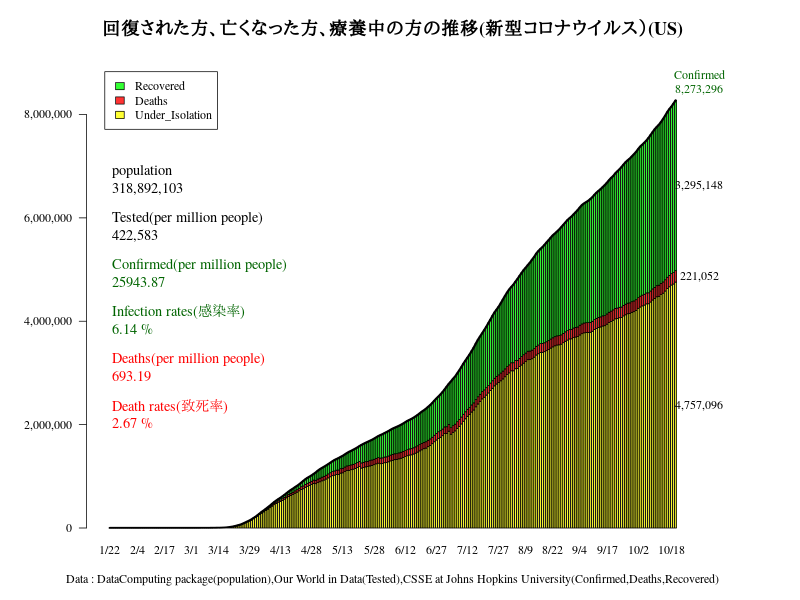 回復された方、亡くなった方、療養中の方の推移(新型コロナウイルス）(US)
Confirmed
8,273,296
Recovered
Deaths
Under_Isolation
8,000,000
population
318,892,103
3,295,148
6,000,000
Tested(per million people)
422,583
Confirmed(per million people)
25943.87
221,052
4,000,000
Infection rates(感染率)
6.14 %
Deaths(per million people)
693.19
Death rates(致死率)
2.67 %
4,757,096
2,000,000
0
1/22 2/4 2/17 3/1 3/14 3/29 4/13 4/28 5/13 5/28 6/12 6/27 7/12 7/27 8/9 8/22 9/4 9/17 10/2 10/18
Data : DataComputing package(population),Our World in Data(Tested),CSSE at Johns Hopkins University(Confirmed,Deaths,Recovered)